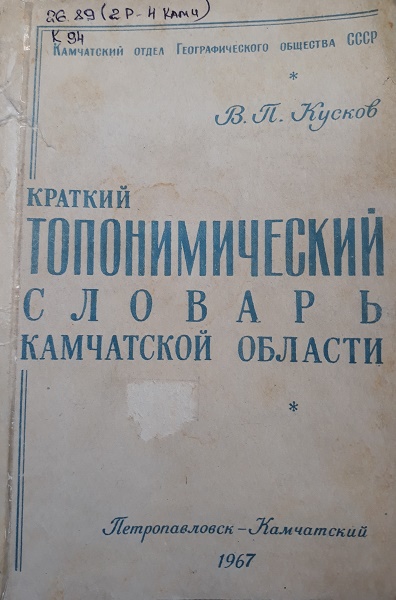 26.89 (2Р-4 Камч)
К 94
Камчатский отдел Географического общества СССР
*
В. П. Кусков
КРАТКИЙ
ТОПОНИМИЧЕСКИЙ
СЛОВАРЬ
КАМЧАТСКОЙ ОБЛАСТИ
*
Петропавловск-Камчатский
1967